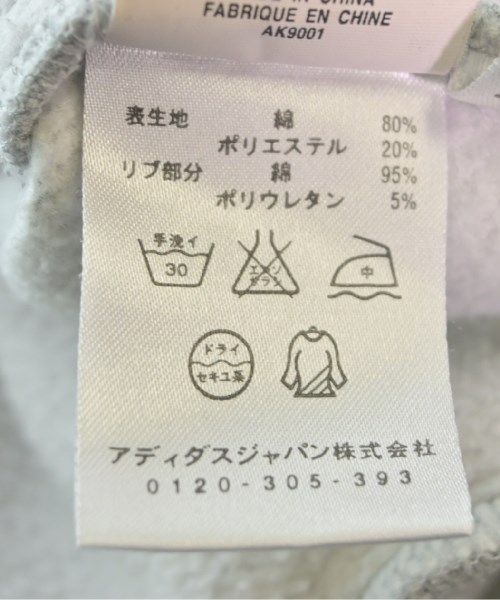 FABRIQUE EN CHINE
AK9001
表生地 綿 80%
ポリエステル 20%
リブ部分 綿 95%
ポリウレタン 5%
手洗イ
30
エンソ
サラシ
中
ドライ
セキユ系
アディダスジャパン株式会社
0120-305-393